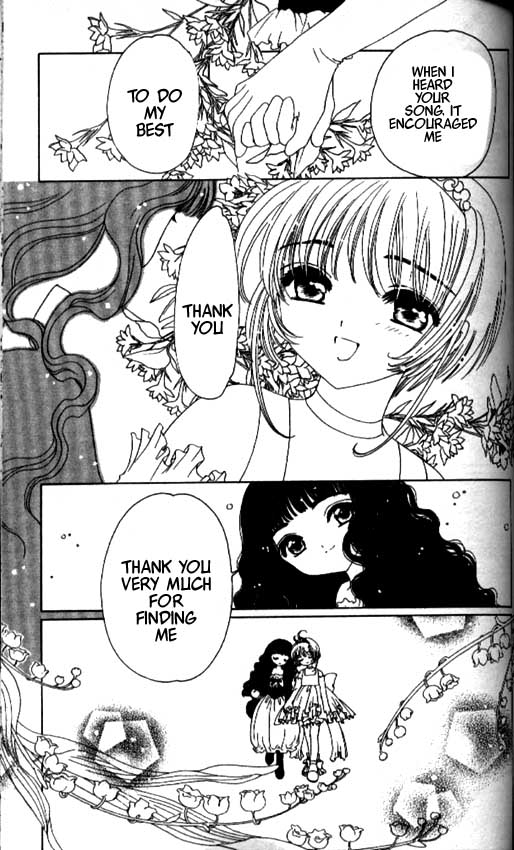 WHEN I
HEARD
YOUR
SONG, IT
ENCOURAGED
ME
TO DO
MY
BEST
THANK
YOU
THANK YOU
VERY MUCH
FOR
FINDING
ME